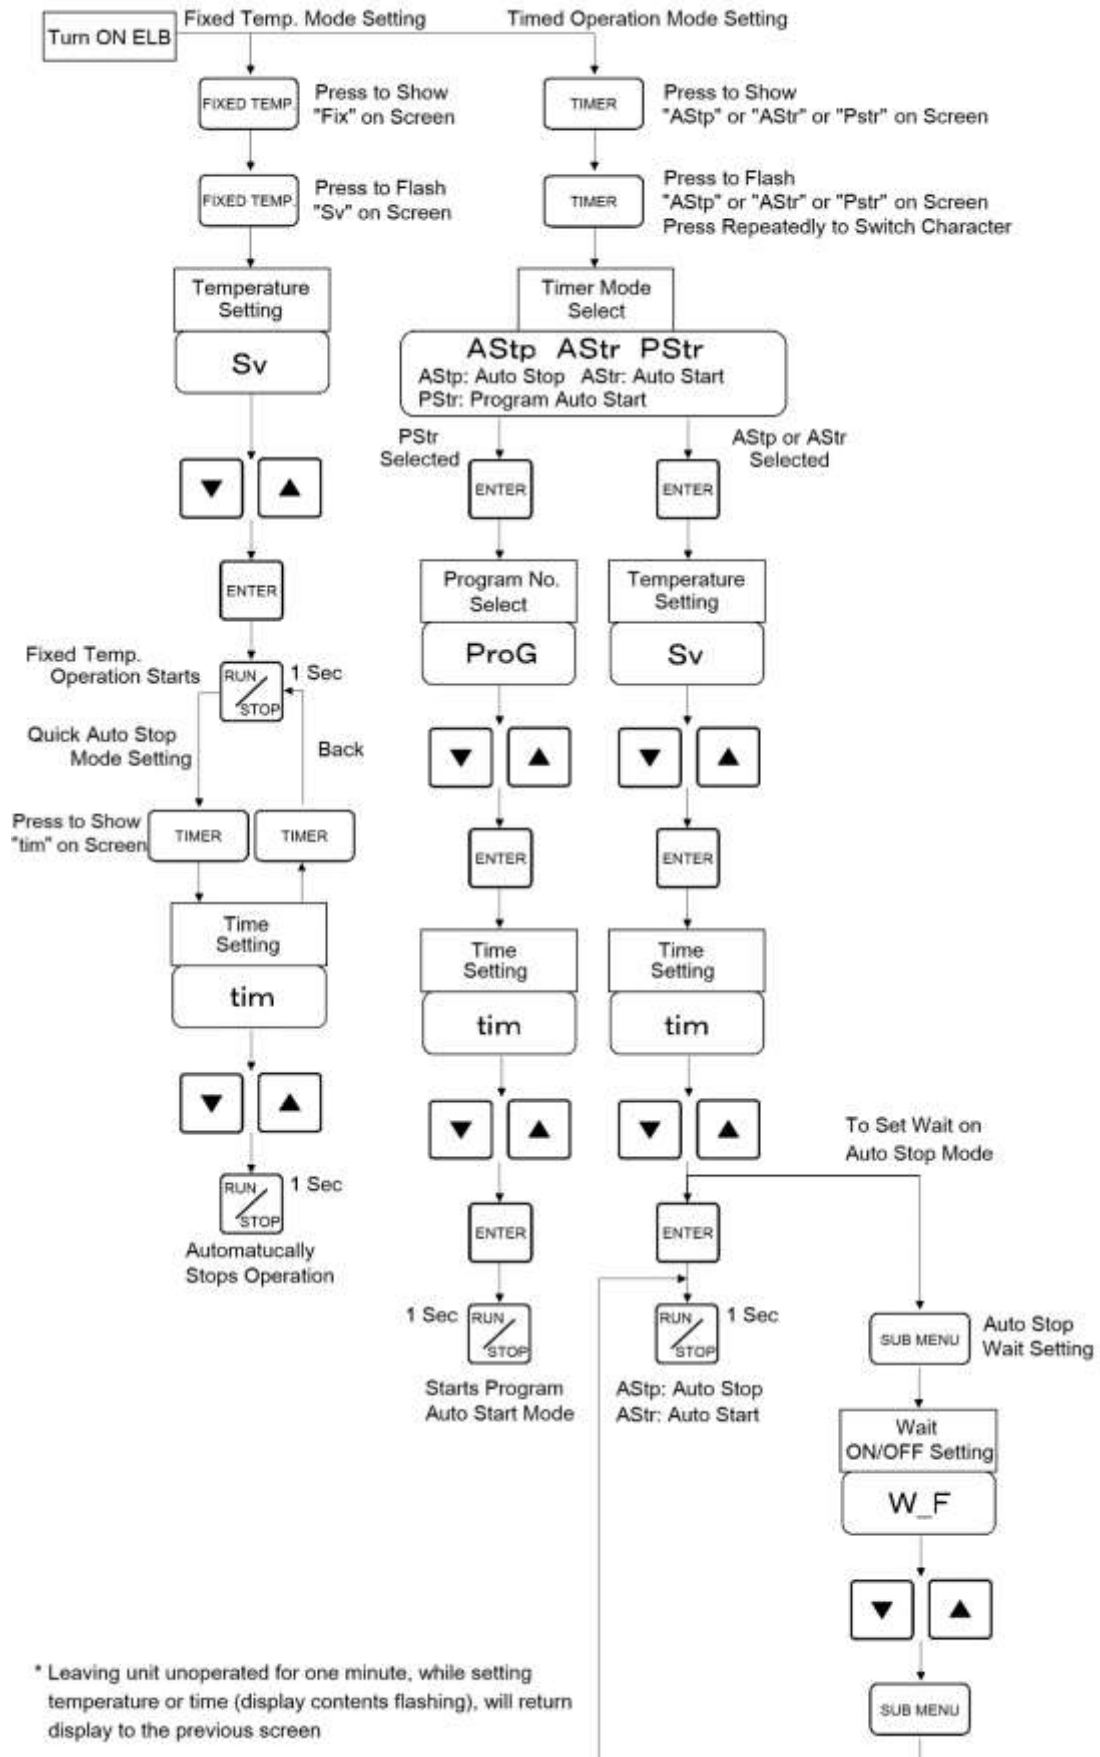 Turn ON ELB
Fixed Temp. Mode Setting
Timed Operation Mode Setting
FIXED TEMP.
Press to Show
"Fix" on Screen
TIMER
Press to Show
"AStp" or "AStr" or "Pstr" on Screen
FIXED TEMP.
Press to Flash
"Sv" on Screen
TIMER
Press to Flash
"AStp" or "AStr" or "Pstr" on Screen
Press Repeatedly to Switch Character
Temperature
Setting
Sv
Timer Mode
Select
AStp AStr PStr
AStp: Auto Stop AStr: Auto Start
PStr: Program Auto Start
PStr
Selected
AStp or AStr
Selected
▼ ▲
ENTER
ENTER
ENTER
Program No.
Select
ProG
Temperature
Setting
Sv
Fixed Temp.
Operation Starts
RUN
STOP
1 Sec
Quick Auto Stop
Mode Setting
Back
▼ ▲
▼ ▲
Press to Show
"tim" on Screen
TIMER
TIMER
ENTER
ENTER
Time
Setting
tim
Time
Setting
tim
Time
Setting
tim
▼ ▲
▼ ▲
▼ ▲
To Set Wait on
Auto Stop Mode
RUN
STOP
1 Sec
Automatucally
Stops Operation
ENTER
ENTER
1 Sec
RUN
STOP
Starts Program
Auto Start Mode
RUN
STOP
1 Sec
AStp: Auto Stop
AStr: Auto Start
SUB MENU
Auto Stop
Wait Setting
Wait
ON/OFF Setting
W_F
▼ ▲
SUB MENU
* Leaving unit unoperated for one minute, while setting
temperature or time (display contents flashing), will return
display to the previous screen